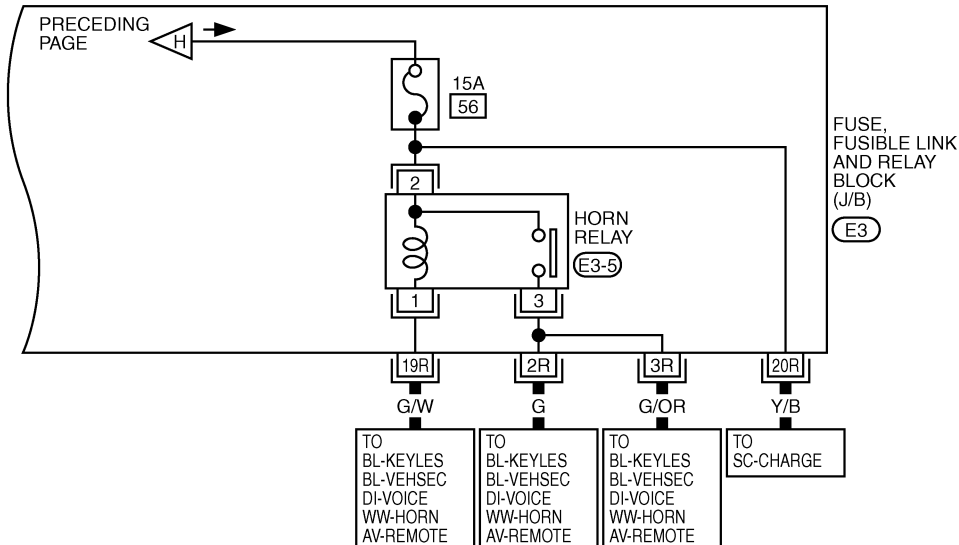 PRECEDING
PAGE
H
15A
56
FUSE,
FUSIBLE LINK
AND RELAY
BLOCK
(J/B)
E3
2
HORN
RELAY
E3-5
1
3
19R
2R
3R
20R
G/W
G
G/OR
Y/B
TO
BL-KEYLES
BL-VEHSEC
DI-VOICE
WW-HORN
AV-REMOTE
TO
BL-KEYLES
BL-VEHSEC
DI-VOICE
WW-HORN
AV-REMOTE
TO
BL-KEYLES
BL-VEHSEC
DI-VOICE
WW-HORN
AV-REMOTE
TO
SC-CHARGE